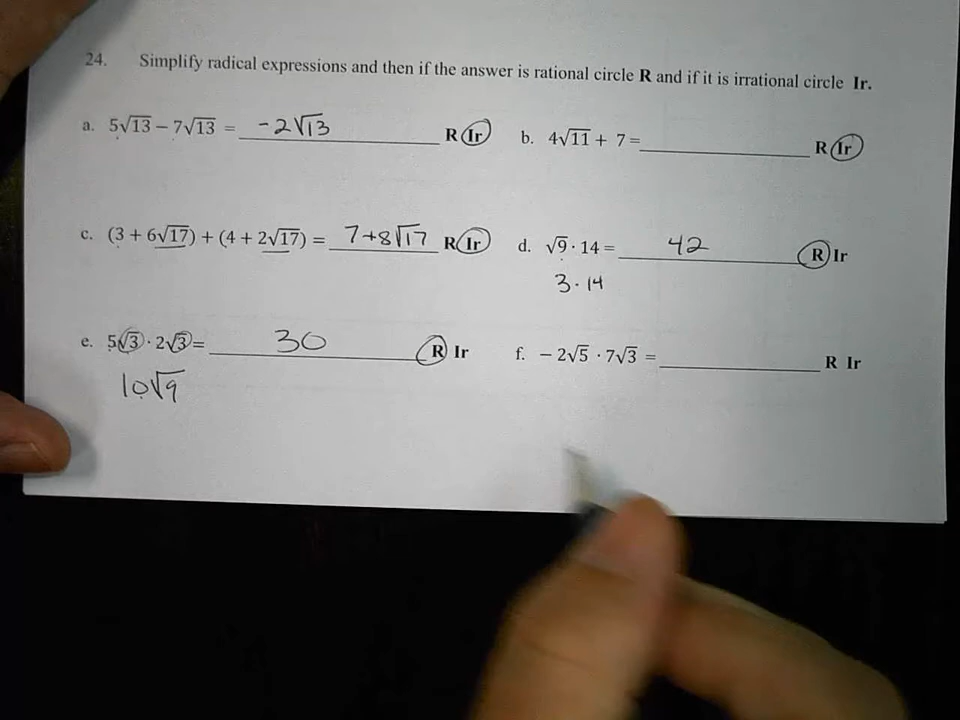 24. Simplify radical expressions and then if the answer is rational circle R and if it is irrational circle Ir.
a. 5√13 – 7√13 = -2√13 R Ir b. 4√11 + 7 = R Ir
c. (3 + 6√17) + (4 + 2√17) = 7+8√17 R Ir d. √9 · 14 = 42 R Ir
3 · 14
e. 5√3 · 2√3 = 30 R Ir f. – 2√5 · 7√3 = R Ir
10√9